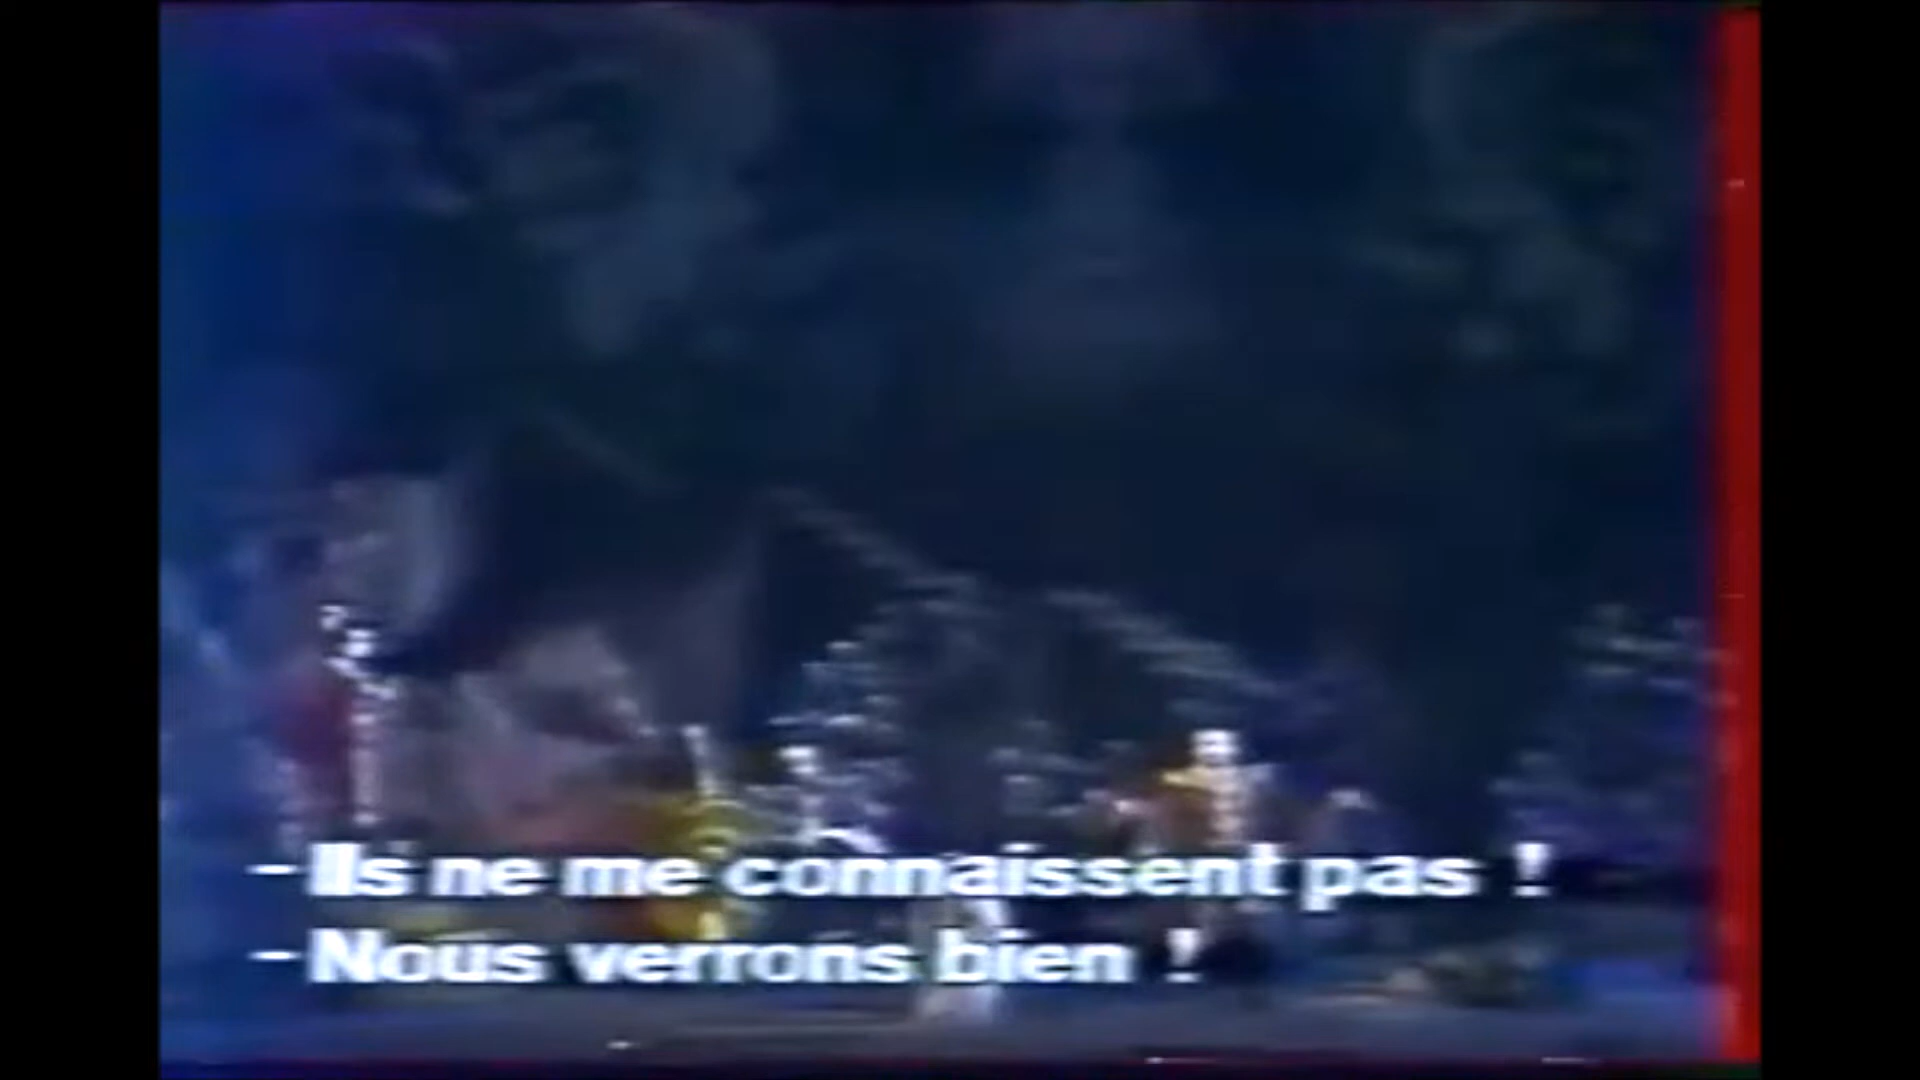 - Ils ne me connaissent pas !
- Nous verrons bien !